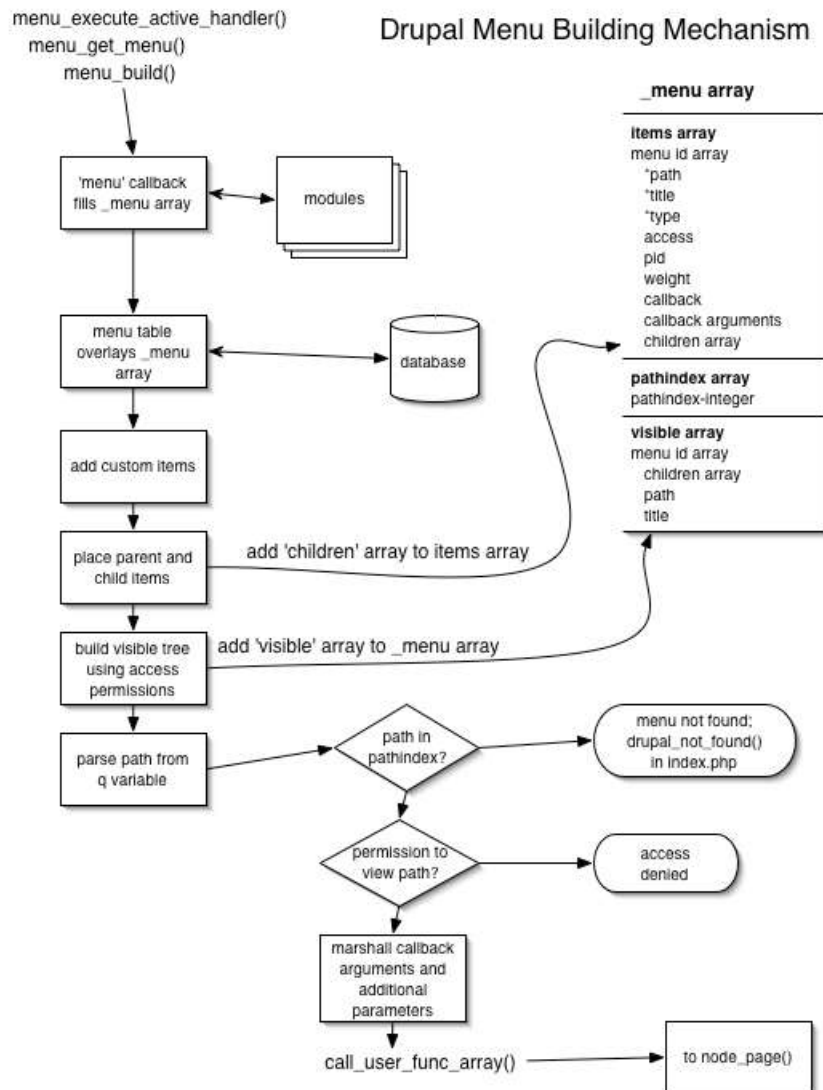 menu_execute_active_handler()
menu_get_menu()
menu_build()
Drupal Menu Building Mechanism
_menu array
items array
menu id array
*path
*title
*type
access
pid
weight
callback
callback arguments
children array
pathindex array
pathindex-integer
visible array
menu id array
children array
path
title
'menu' callback
fills _menu array
modules
menu table
overlays _menu
array
database
add custom items
place parent and
child items
add 'children' array to items array
build visible tree
using access
permissions
add 'visible' array to _menu array
parse path from
q variable
path in
pathindex?
menu not found;
drupal_not_found()
in index.php
permission to
view path?
access
denied
marshall callback
arguments and
additional
parameters
call_user_func_array()
to node_page()